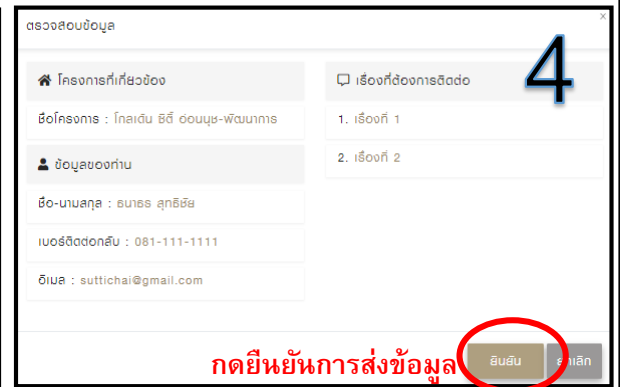 ตรวจสอบข้อมูล
×
4
โครงการที่เกี่ยวข้อง
ชื่อโครงการ : โกลเด้น ซิตี้ อ่อนนุช-พัฒนาการ
ข้อมูลของท่าน
ชื่อ-นามสกุล : ธนาธร สุทธิชัย
เบอร์ติดต่อกลับ : 081-111-1111
อีเมล : suttichai@gmail.com
เรื่องที่ต้องการติดต่อ
1. เรื่องที่ 1
2. เรื่องที่ 2
กดยืนยันการส่งข้อมูล
ยืนยัน
ยกเลิก